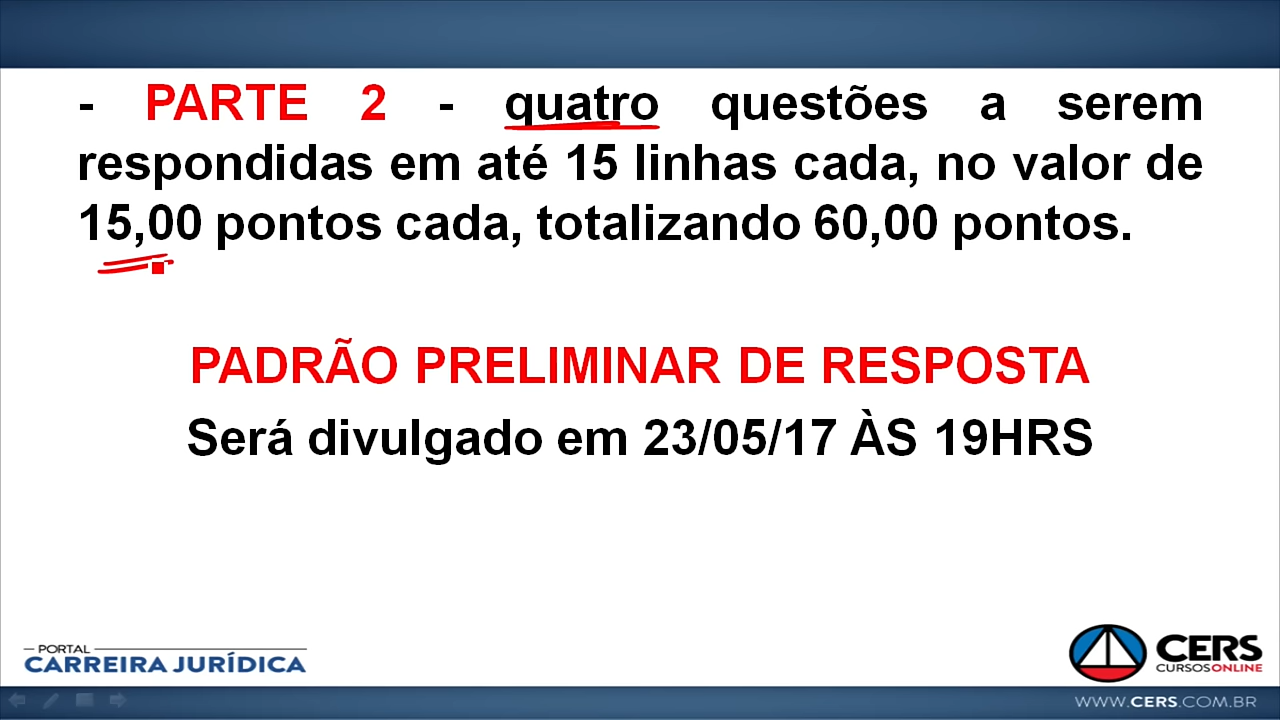 - PARTE 2 - quatro questões a serem
respondidas em até 15 linhas cada, no valor de
15,00 pontos cada, totalizando 60,00 pontos.
PADRÃO PRELIMINAR DE RESPOSTA
Será divulgado em 23/05/17 ÀS 19HRS
PORTAL
CARREIRA JURÍDICA
CERS
CURSOS ONLINE
WWW.CERS.COM.BR